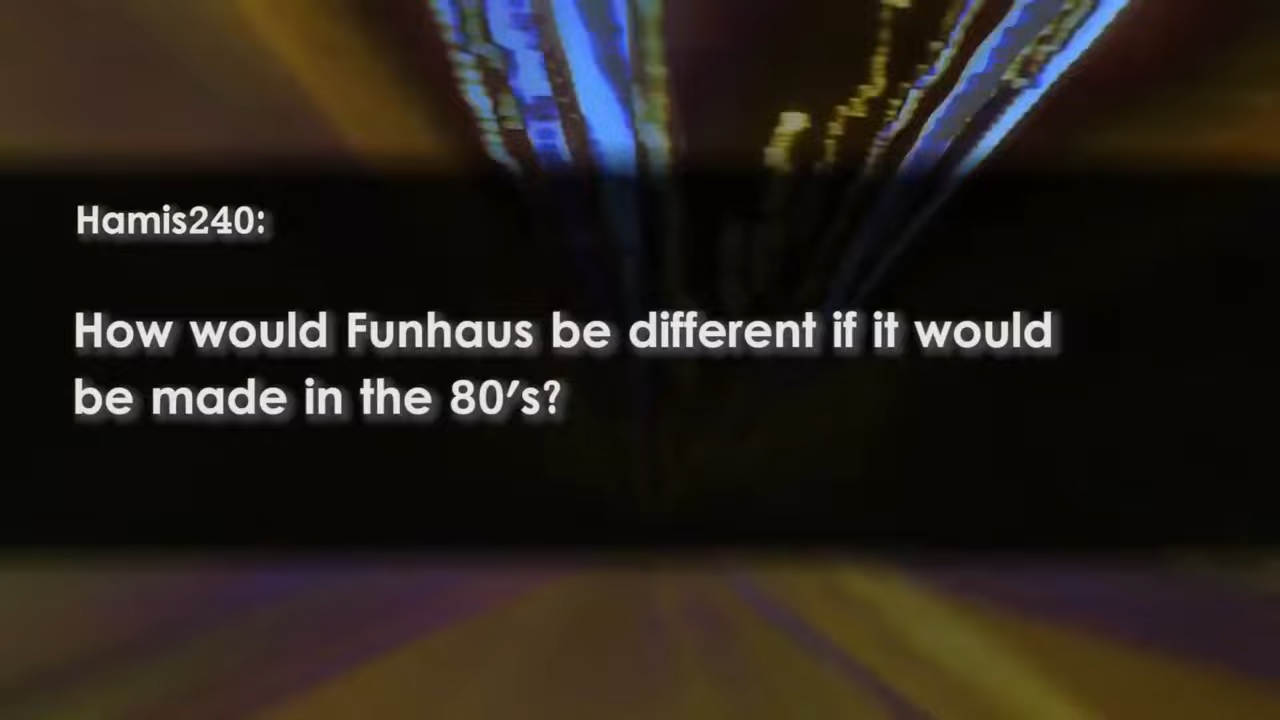 Hamis240:
How would Funhaus be different if it would
be made in the 80's?